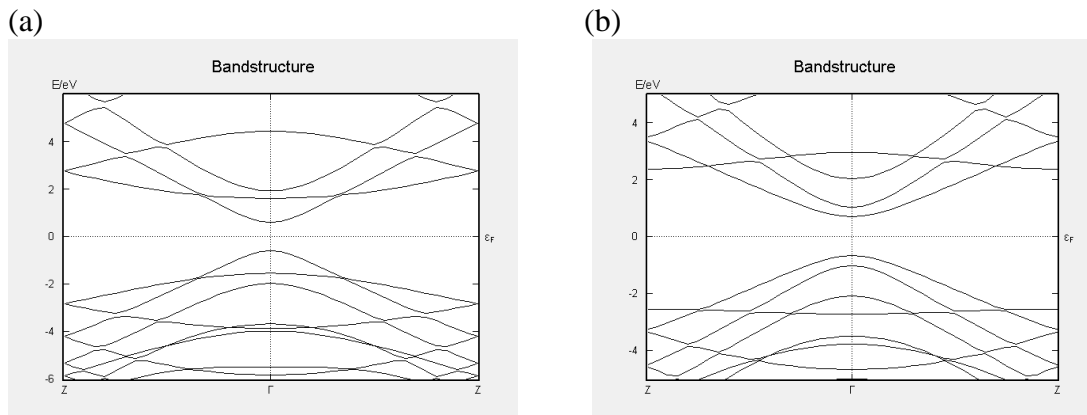 (a) (b)
Bandstructure Bandstructure
E/eV E/eV
4 4
2 2
0 εF 0 εF
-2 -2
-4 -4
-6
Z Γ Z Z Γ Z